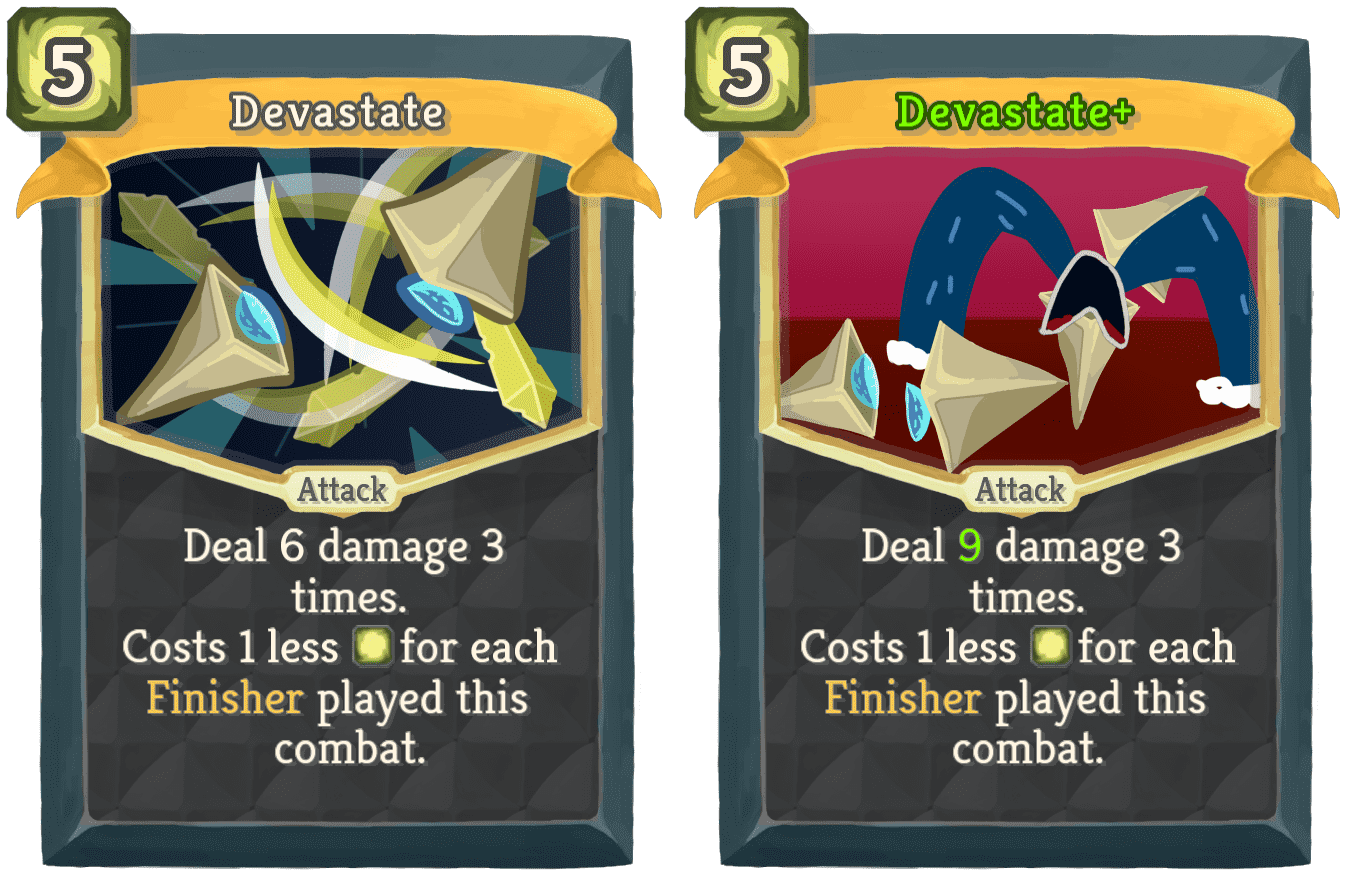 5
Devastate
Attack
Deal 6 damage 3
times.
Costs 1 less for each
Finisher played this
combat.
5
Devastate+
Attack
Deal 9 damage 3
times.
Costs 1 less for each
Finisher played this
combat.